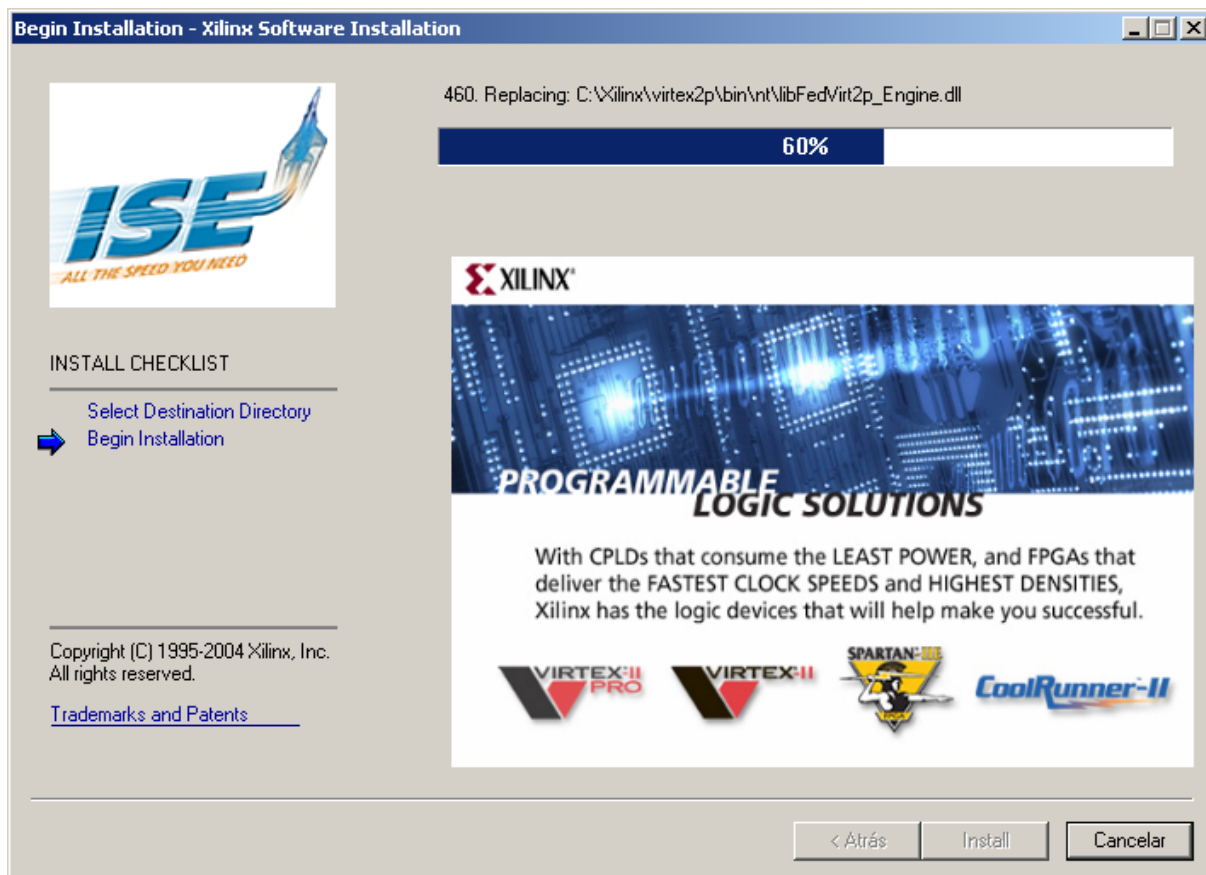 Begin Installation - Xilinx Software Installation
460. Replacing: C:\Xilinx\virtex2p\bin\nt\libFedVirt2p_Engine.dll
60%
ISE
ALL THE SPEED YOU NEED
INSTALL CHECKLIST
Select Destination Directory
Begin Installation
Copyright (C) 1995-2004 Xilinx, Inc.
All rights reserved.
Trademarks and Patents
XILINX®
PROGRAMMABLE
LOGIC SOLUTIONS
With CPLDs that consume the LEAST POWER, and FPGAs that
deliver the FASTEST CLOCK SPEEDS and HIGHEST DENSITIES,
Xilinx has the logic devices that will help make you successful.
VIRTEX-II
PRO
VIRTEX-II
SPARTAN-IIE
FPGA
CoolRunner-II
< Atrás
Install
Cancelar